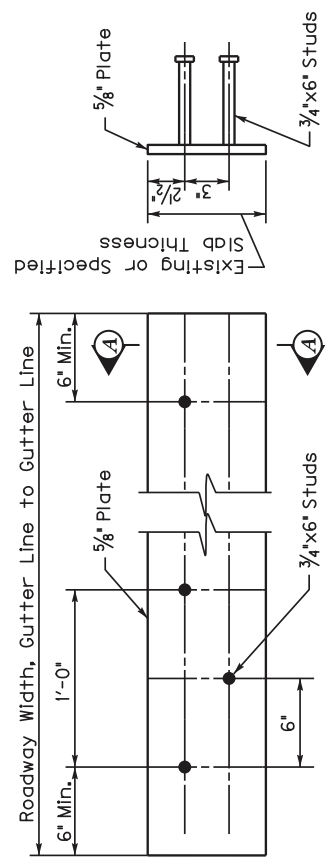 Roadway Width, Gutter Line to Gutter Line
6" Min.
1'-0"
5/8" Plate
6" Min.
A
A
6"
3/4"x6" Studs
Existing or Specified
Slab Thicness
2 1/2"
3"
5/8" Plate
3/4"x6" Studs